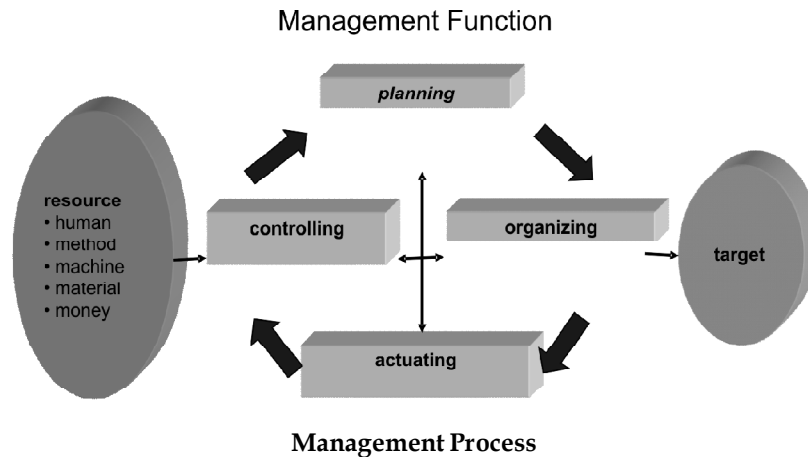 Management Function
planning
resource
• human
• method
• machine
• material
• money
controlling
organizing
target
actuating
Management Process